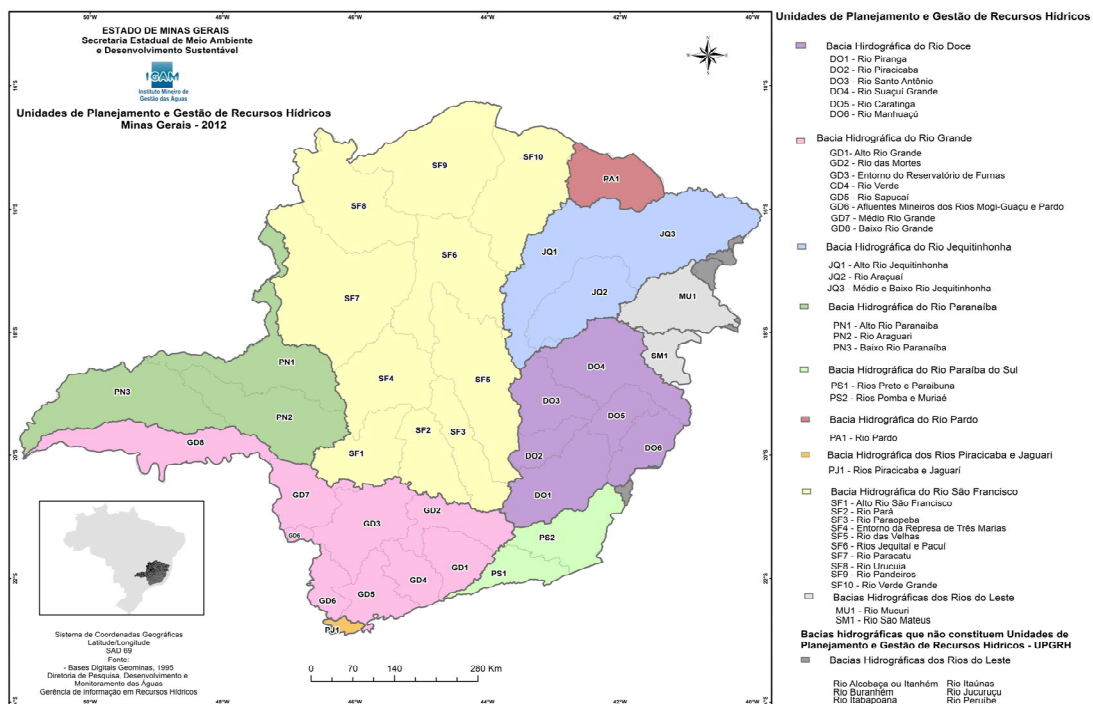 50°W 48°W 46°W 44°W 42°W 40°W
ESTADO DE MINAS GERAIS
Secretaria Estadual de Meio Ambiente
e Desenvolvimento Sustentável
IGAM
Instituto Mineiro de
Gestão das Águas
Unidades de Planejamento e Gestão de Recursos Hídricos
Minas Gerais - 2012
SF9
SF10
PA1
SF8
JQ3
JQ1
SF6
JQ2
MU1
SF7
SM1
PN1
DO4
PN3
SF4
SF5
DO3
PN2
DO5
SF2
SF3
GD8
DO6
SF1
DO2
GD7
DO1
GD2
GD3
GD6
PS2
GD1
PS1
GD4
GD6
GD5
PJ1
18°S
20°S
22°S
Sistema de Coordenadas Geográficas
Latitude/Longitude
SAD 69
Fonte:
- Bases Digitais Geominas, 1995
Diretoria de Pesquisa, Desenvolvimento e
Monitoramento das Águas
Gerência de Informação em Recursos Hídricos
0 70 140 280 Km
50°W 48°W 46°W 44°W 42°W 40°W
Unidades de Planejamento e Gestão de Recursos Hídricos
Bacia Hirdográfica do Rio Doce
DO1 - Rio Piranga
DO2 - Rio Piracicaba
DO3 - Rio Santo Antônio
DO4 - Rio Suaçuí Grande
DO5 - Rio Caratinga
DO6 - Rio Manhuaçú
Bacia Hidrográfica do Rio Grande
GD1- Alto Rio Grande
GD2 - Rio das Mortes
GD3 - Entorno do Reservatório de Furnas
GD4 - Rio Verde
GD5 - Rio Sapucaí
GD6 - Afluentes Mineiros dos Rios Mogi-Guaçu e Pardo
GD7 - Médio Rio Grande
GD8 - Baixo Rio Grande
Bacia Hidrográfica do Rio Jequitinhonha
JQ1 - Alto Rio Jequitinhonha
JQ2 - Rio Araçuaí
JQ3 - Médio e Baixo Rio Jequitinhonha
Bacia Hidrográfica do Rio Paranaíba
PN1 - Alto Rio Paranaiba
PN2 - Rio Araguari
PN3 - Baixo Rio Paranaíba
Bacia Hidrográfica do Rio Paraíba do Sul
PS1 - Rios Preto e Paraibuna
PS2 - Rios Pomba e Muriaé
Bacia Hidrográfica do Rio Pardo
PA1 - Rio Pardo
Bacia Hidrográfica dos Rios Piracicaba e Jaguari
PJ1 - Rios Piracicaba e Jaguarí
Bacia Hidrográfica do Rio São Francisco
SF1 - Alto Rio São Francisco
SF2 - Rio Pará
SF3 - Rio Paraopeba
SF4 - Entorno da Represa de Três Marias
SF5 - Rio das Velhas
SF6 - Rios Jequitaí e Pacuí
SF7 - Rio Paracatu
SF8 - Rio Urucuia
SF9 - Rio Pandeiros
SF10 - Rio Verde Grande
Bacias Hidrográficas dos Rios do Leste
MU1 - Rio Mucuri
SM1 - Rio São Mateus
Bacias hidrográficas que não constituem Unidades de
Planejamento e Gestão de Recursos Hídricos - UPGRH
Bacias Hidrográficas dos Rios do Leste
Rio Alcobaça ou Itanhém Rio Itaúnas
Rio Buranhém Rio Jucuruçu
Rio Itabapoana Rio Peruípe